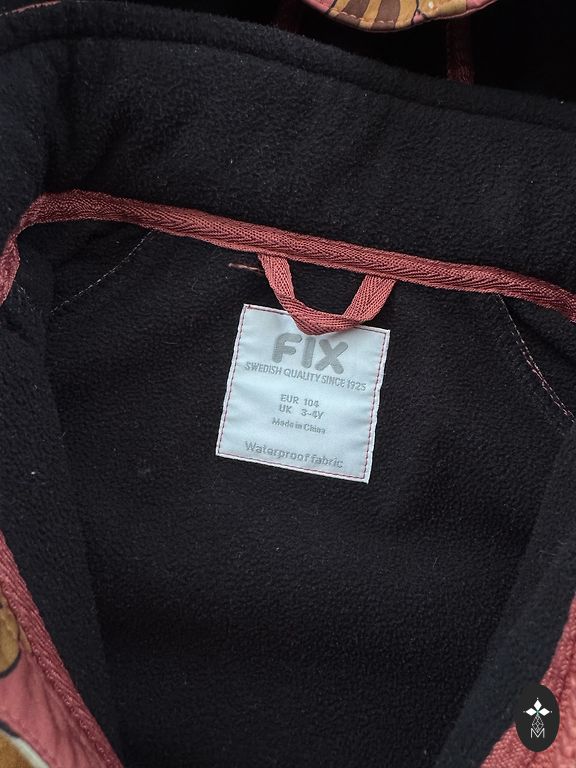 FIX
SWEDISH QUALITY SINCE 1925
EUR 104
UK 3-4Y
Made in China
Waterproof fabric
M